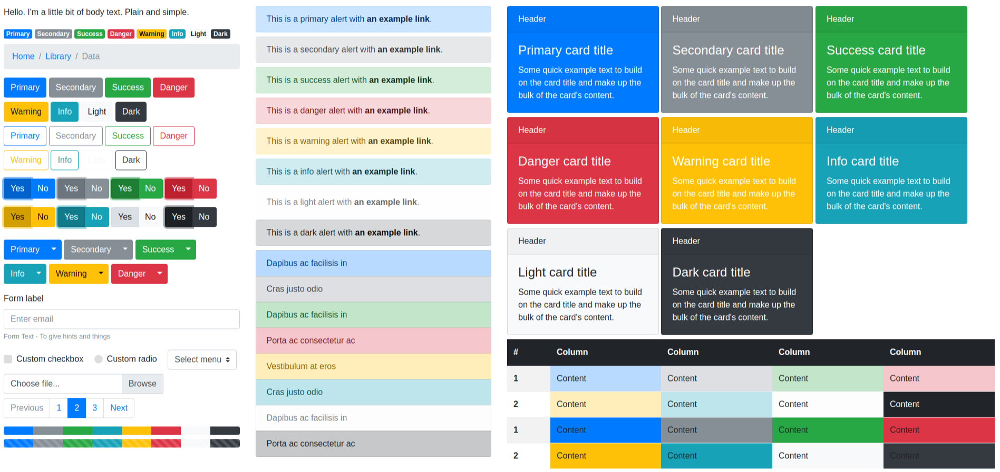 Hello. I'm a little bit of body text. Plain and simple.
Primary Secondary Success Danger Warning Info Light Dark
Home / Library / Data
Primary Secondary Success Danger
Warning Info Light Dark
Primary Secondary Success Danger
Warning Info Light Dark
Yes No Yes No Yes No Yes No
Yes No Yes No Yes No Yes No
Primary Secondary Success
Info Warning Danger
Form label
Enter email
Form Text - To give hints and things
Custom checkbox Custom radio Select menu
Choose file... Browse
Previous 1 2 3 Next
This is a primary alert with an example link.
This is a secondary alert with an example link.
This is a success alert with an example link.
This is a danger alert with an example link.
This is a warning alert with an example link.
This is a info alert with an example link.
This is a light alert with an example link.
This is a dark alert with an example link.
Dapibus ac facilisis in
Cras justo odio
Dapibus ac facilisis in
Porta ac consectetur ac
Vestibulum at eros
Cras justo odio
Dapibus ac facilisis in
Porta ac consectetur ac
Header
Primary card title
Some quick example text to build
on the card title and make up the
bulk of the card's content.
Header
Secondary card title
Some quick example text to build
on the card title and make up the
bulk of the card's content.
Header
Success card title
Some quick example text to build
on the card title and make up the
bulk of the card's content.
Header
Danger card title
Some quick example text to build
on the card title and make up the
bulk of the card's content.
Header
Warning card title
Some quick example text to build
on the card title and make up the
bulk of the card's content.
Header
Info card title
Some quick example text to build
on the card title and make up the
bulk of the card's content.
Header
Light card title
Some quick example text to build
on the card title and make up the
bulk of the card's content.
Header
Dark card title
Some quick example text to build
on the card title and make up the
bulk of the card's content.
# Column Column Column Column
1 Content Content Content Content
2 Content Content Content Content
1 Content Content Content Content
2 Content Content Content Content